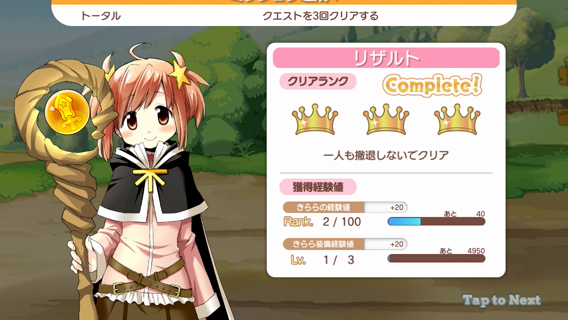 トータル クエストを3回クリアする
リザルト
クリアランク Complete!
一人も撤退しないでクリア
獲得経験値
きららの経験値 +20
Rank. 2 / 100 あと 40
きらら装備経験値 +20
Lv. 1 / 3 あと 4950
Tap to Next